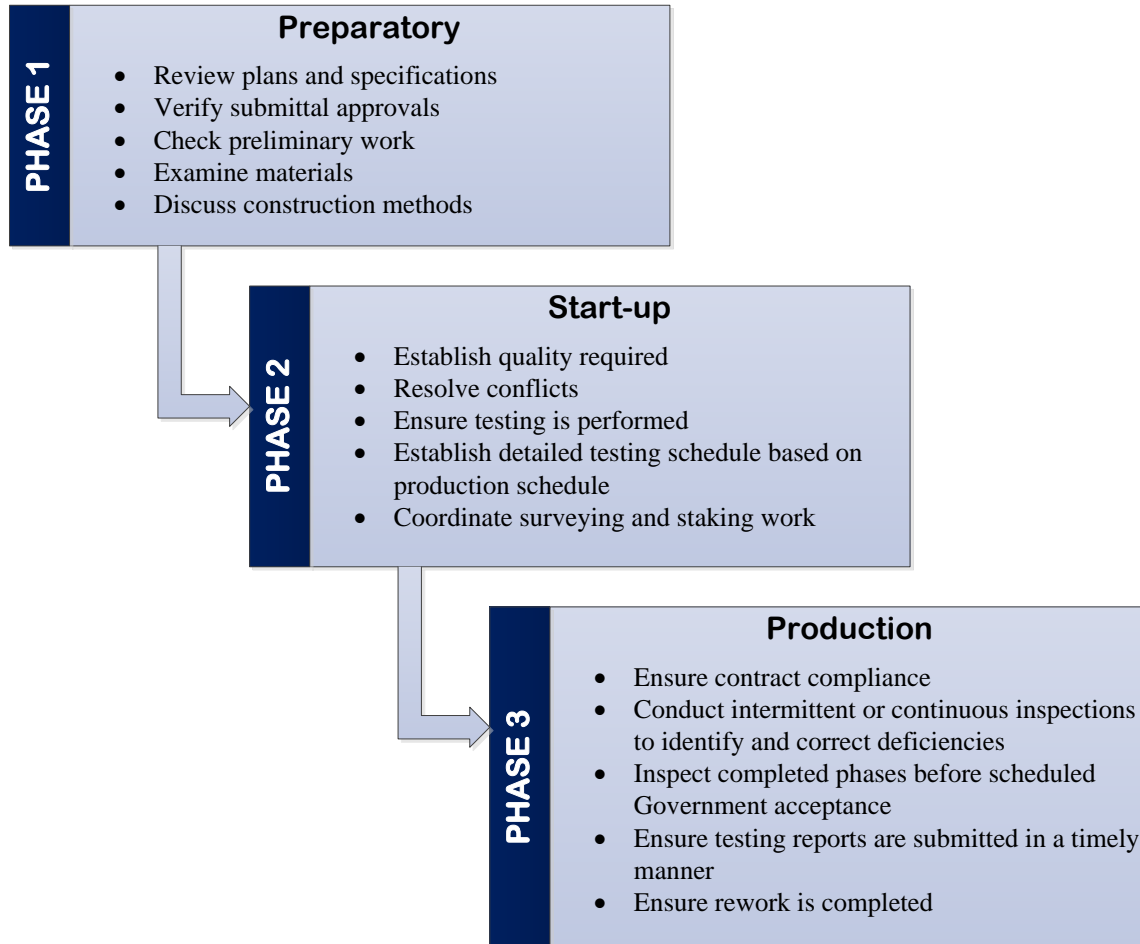 PHASE 1
Preparatory
• Review plans and specifications
• Verify submittal approvals
• Check preliminary work
• Examine materials
• Discuss construction methods
PHASE 2
Start-up
• Establish quality required
• Resolve conflicts
• Ensure testing is performed
• Establish detailed testing schedule based on
production schedule
• Coordinate surveying and staking work
PHASE 3
Production
• Ensure contract compliance
• Conduct intermittent or continuous inspections
to identify and correct deficiencies
• Inspect completed phases before scheduled
Government acceptance
• Ensure testing reports are submitted in a timely
manner
• Ensure rework is completed